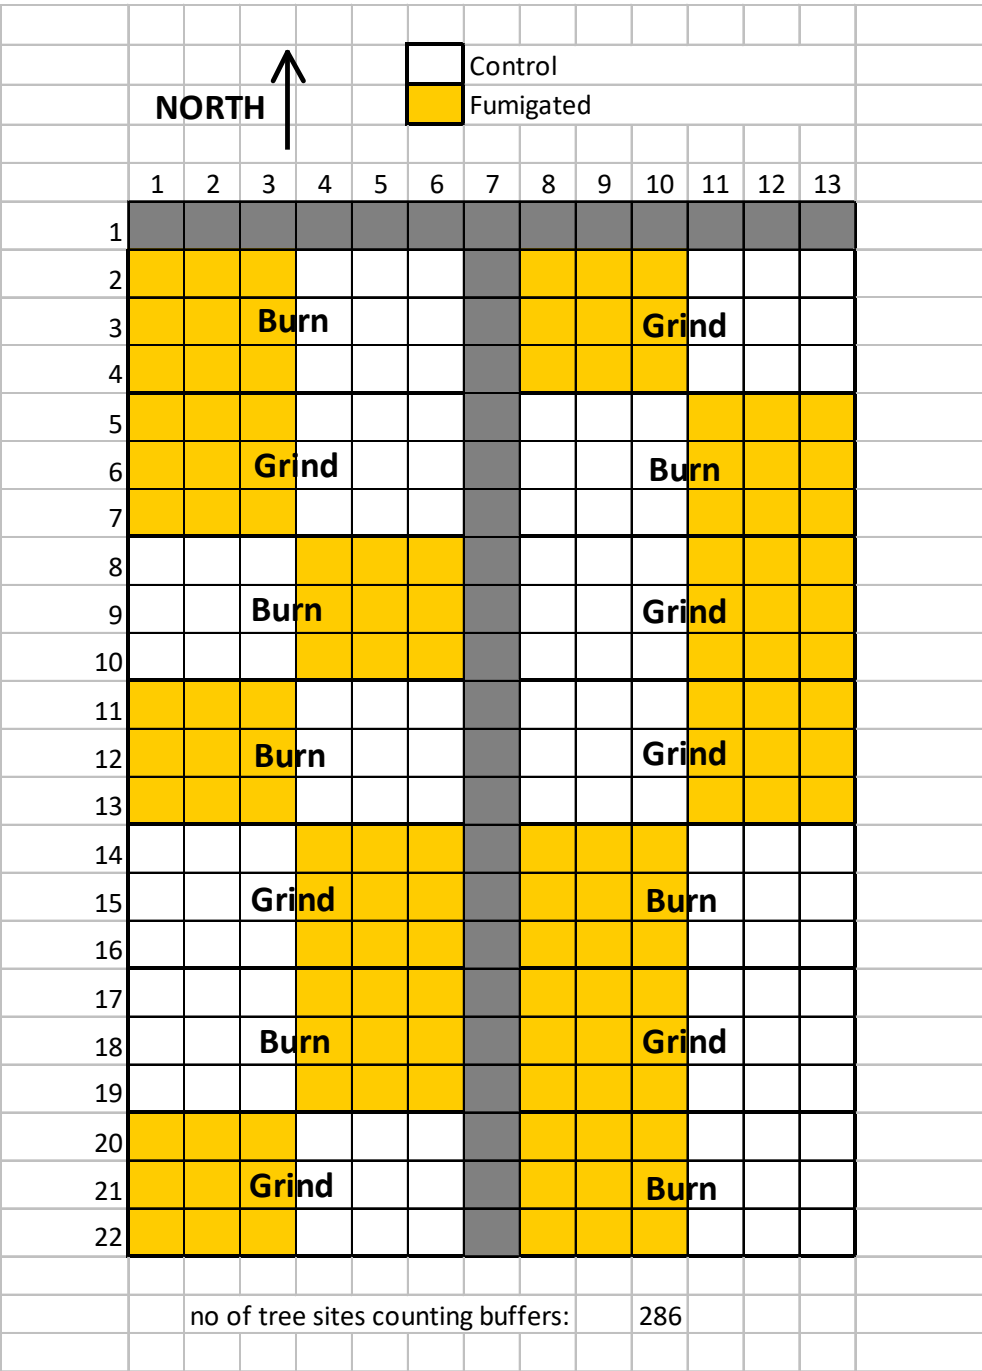 Control
NORTH
Fumigated
1 2 3 4 5 6 7 8 9 10 11 12 13
1
2
3 Burn Grind
4
5
6 Grind Burn
7
8
9 Burn Grind
10
11
12 Burn Grind
13
14
15 Grind Burn
16
17
18 Burn Grind
19
20
21 Grind Burn
22
no of tree sites counting buffers: 286